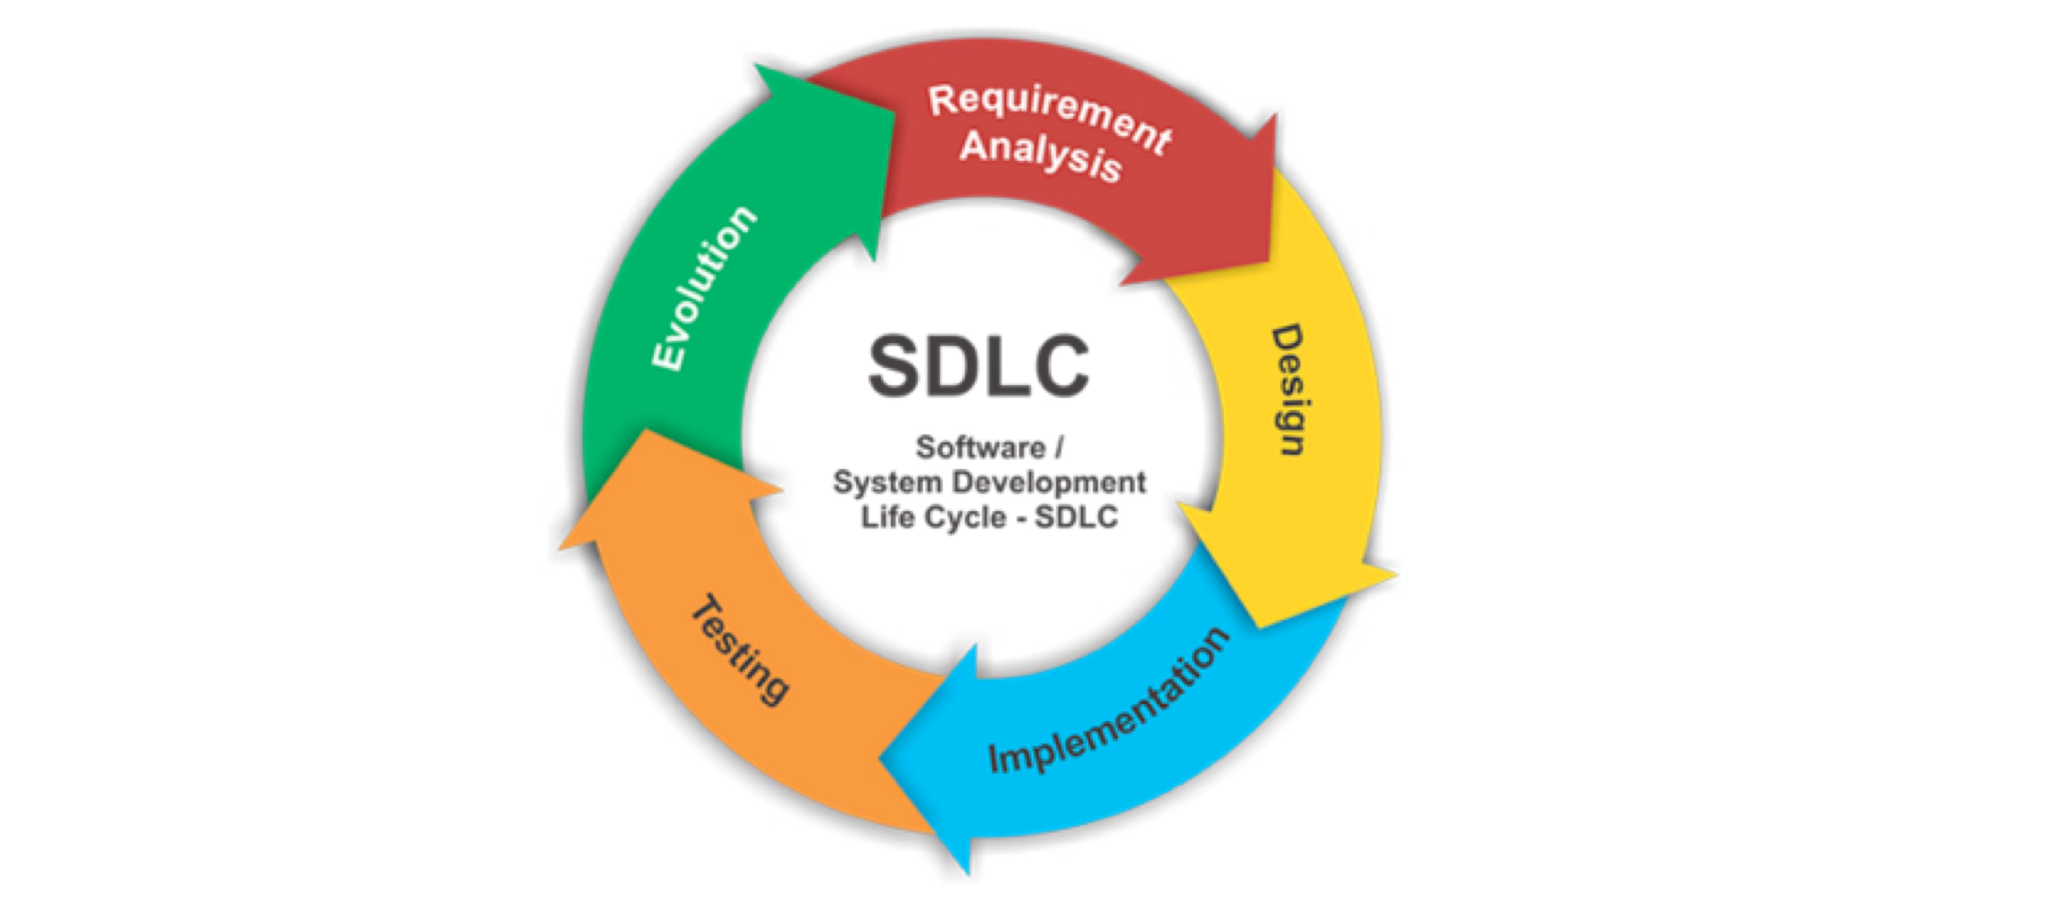 Requirement
Analysis
Design
Implementation
Testing
Evolution
SDLC
Software /
System Development
Life Cycle - SDLC